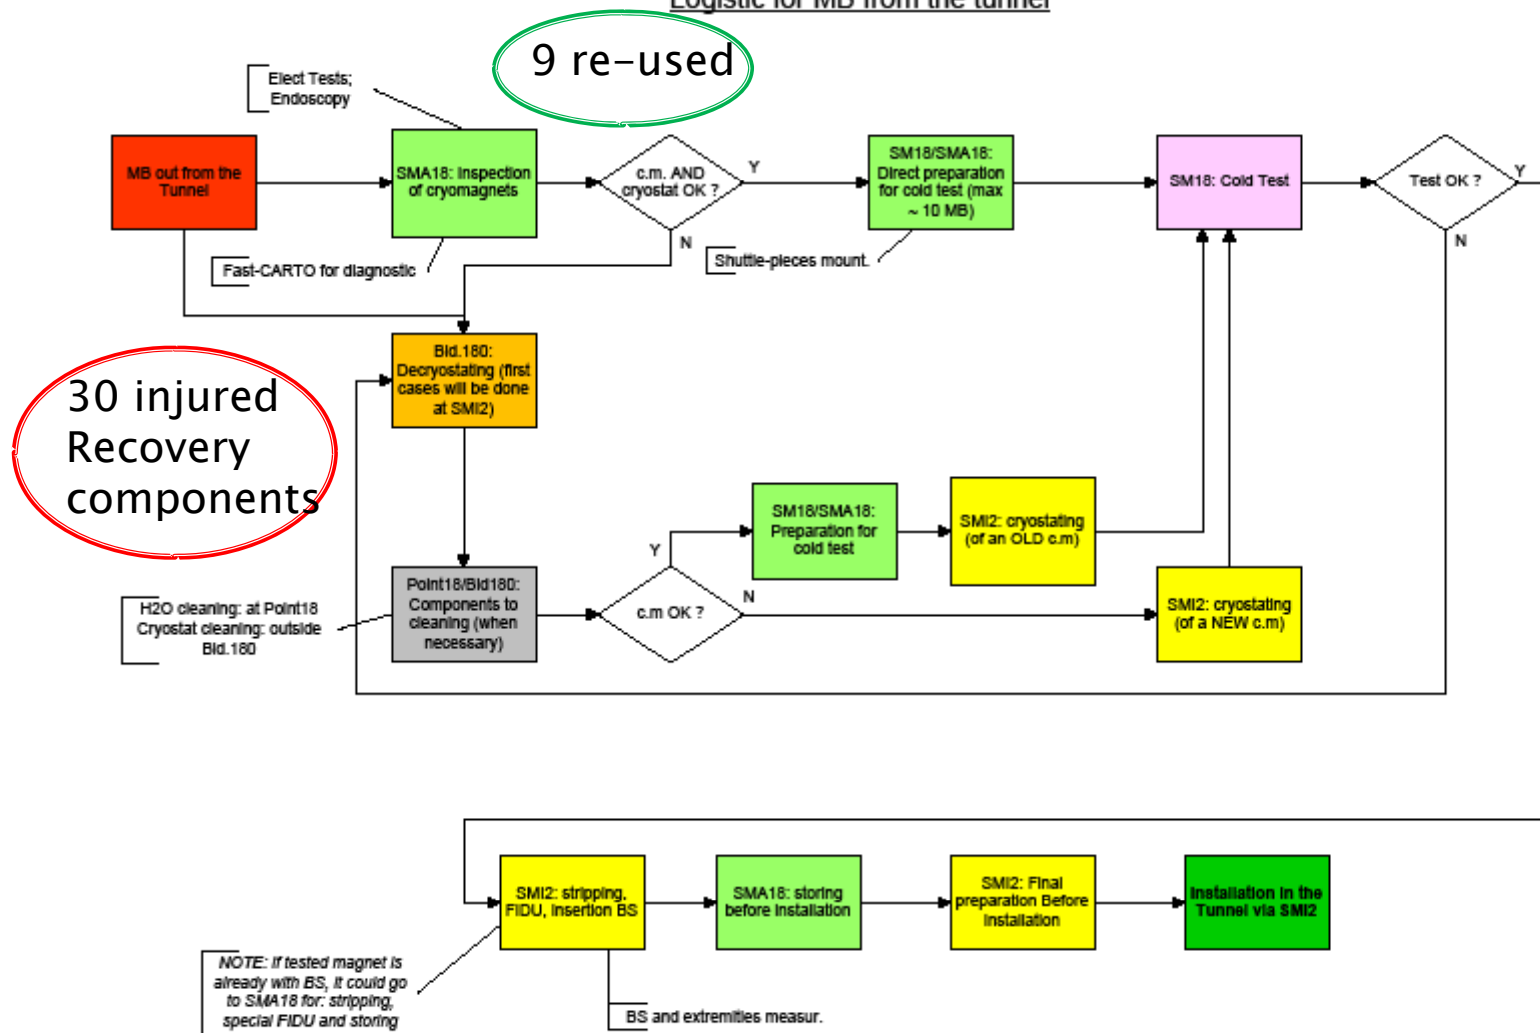 Logistic for MB from the tunnel
9 re-used
Elect Tests;
Endoscopy
MB out from the
Tunnel
SMA18: Inspection
of cryomagnets
c.m. AND
cryostat OK ?
Y
N
SM18/SMA18:
Direct preparation
for cold test (max
~ 10 MB)
SM18: Cold Test
Test OK ?
Y
N
Fast-CARTO for diagnostic
Shuttle-pieces mount.
30 injured
Recovery
components
Bld.180:
Decryostating (first
cases will be done
at SMI2)
SM18/SMA18:
Preparation for
cold test
SMI2: cryostating
(of an OLD c.m)
Y
N
H2O cleaning: at Point18
Cryostat cleaning: outside
Bld.180
Point18/Bld180:
Components to
cleaning (when
necessary)
c.m OK ?
SMI2: cryostating
(of a NEW c.m)
SMI2: stripping,
FIDU, Insertion BS
SMA18: storing
before Installation
SMI2: Final
preparation Before
Installation
Installation in the
Tunnel via SMI2
NOTE: If tested magnet is
already with BS, it could go
to SMA18 for: stripping,
special FIDU and storing
BS and extremities measur.